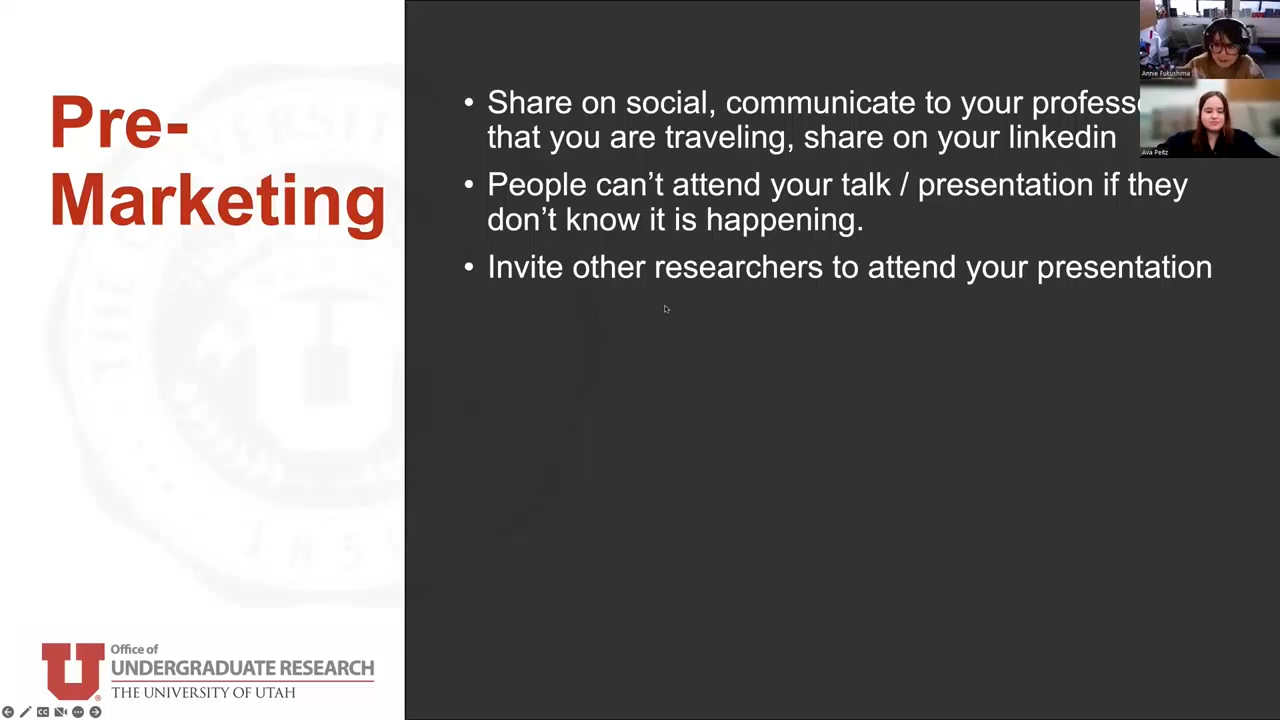 Pre-
Marketing
• Share on social, communicate to your profess
that you are traveling, share on your linkedin
• People can’t attend your talk / presentation if they
don’t know it is happening.
• Invite other researchers to attend your presentation
Annie Fukushima
Ava Peitz
Office of
UNDERGRADUATE RESEARCH
THE UNIVERSITY OF UTAH